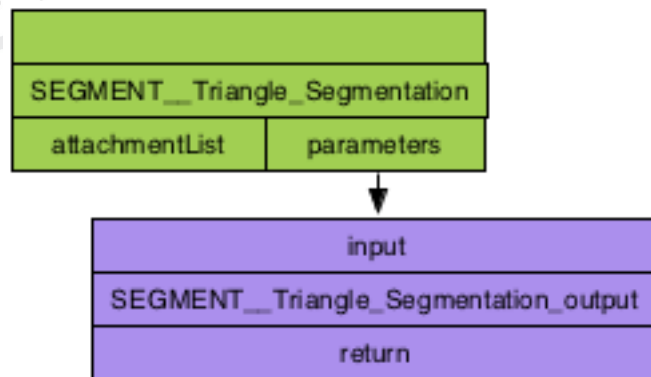 SEGMENT__Triangle_Segmentation
attachmentList parameters
input
SEGMENT__Triangle_Segmentation_output
return